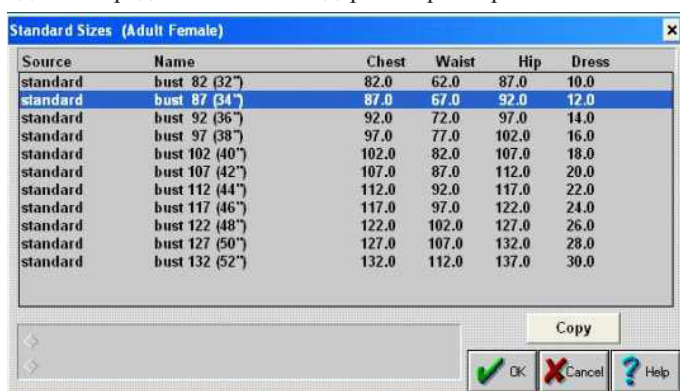 Standard Sizes (Adult Female)
Source Name Chest Waist Hip Dress
standard bust 82 (32") 82.0 62.0 87.0 10.0
standard bust 87 (34") 87.0 67.0 92.0 12.0
standard bust 92 (36") 92.0 72.0 97.0 14.0
standard bust 97 (38") 97.0 77.0 102.0 16.0
standard bust 102 (40") 102.0 82.0 107.0 18.0
standard bust 107 (42") 107.0 87.0 112.0 20.0
standard bust 112 (44") 112.0 92.0 117.0 22.0
standard bust 117 (46") 117.0 97.0 122.0 24.0
standard bust 122 (48") 122.0 102.0 127.0 26.0
standard bust 127 (50") 127.0 107.0 132.0 28.0
standard bust 132 (52") 132.0 112.0 137.0 30.0
Copy
OK Cancel Help